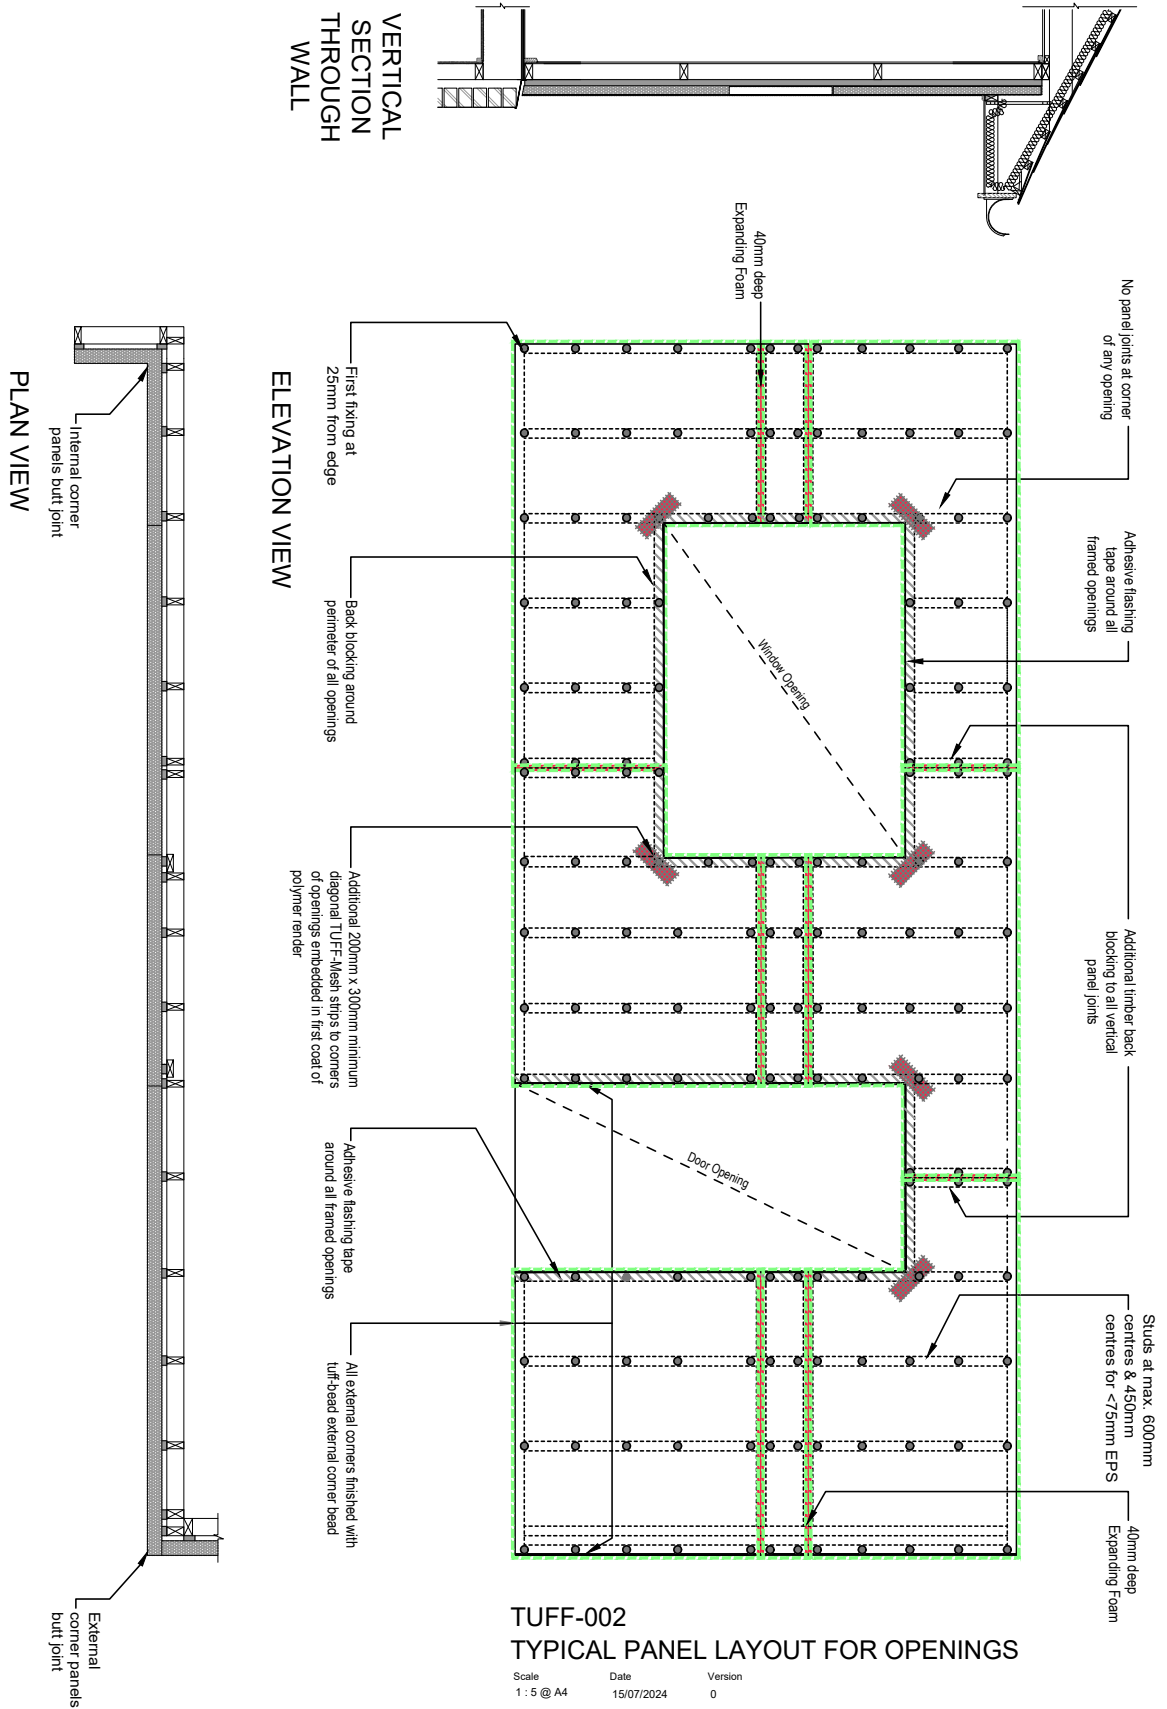 VERTICAL
SECTION
THROUGH
WALL
No panel joints at corner
of any opening
Adhesive flashing
tape around all
framed openings
Additional timber back
blocking to all vertical
panel joints
Studs at max. 600mm
centres & 450mm
centres for <75mm EPS
40mm deep
Expanding Foam
40mm deep
Expanding Foam
Window Opening
Door Opening
First fixing at
25mm from edge
Back blocking around
perimeter of all openings
Additional 200mm x 300mm minimum
diagonal TUFF-Mesh strips to corners
of openings embedded in first coat of
polymer render
Adhesive flashing tape
around all framed openings
All external corners finished with
tuff-bead external corner bead
ELEVATION VIEW
Internal corner
panels butt joint
External
corner panels
butt joint
PLAN VIEW
TUFF-002
TYPICAL PANEL LAYOUT FOR OPENINGS
Scale Date Version
1 : 5 @ A4 15/07/2024 0